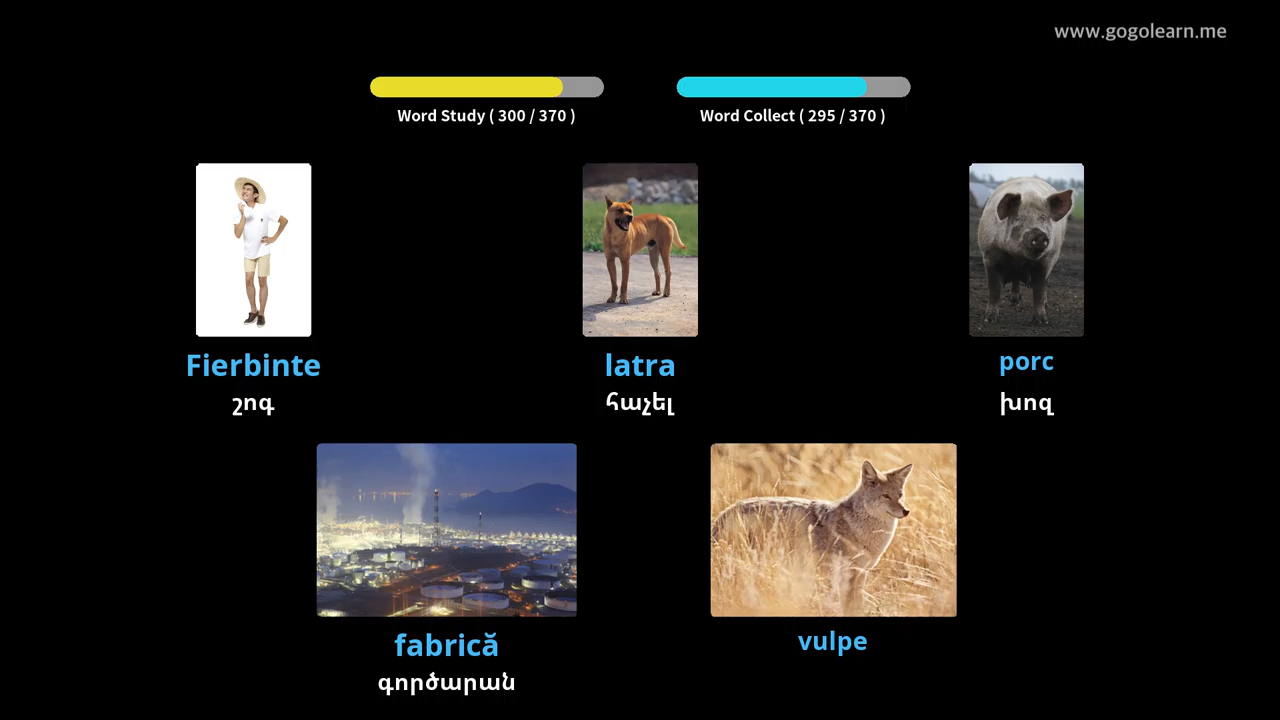 www.gogolearn.me
Word Study ( 300 / 370 )
Word Collect ( 295 / 370 )
Fierbinte
շոգ
latra
հաչել
porc
խոզ
fabrică
գործարան
vulpe